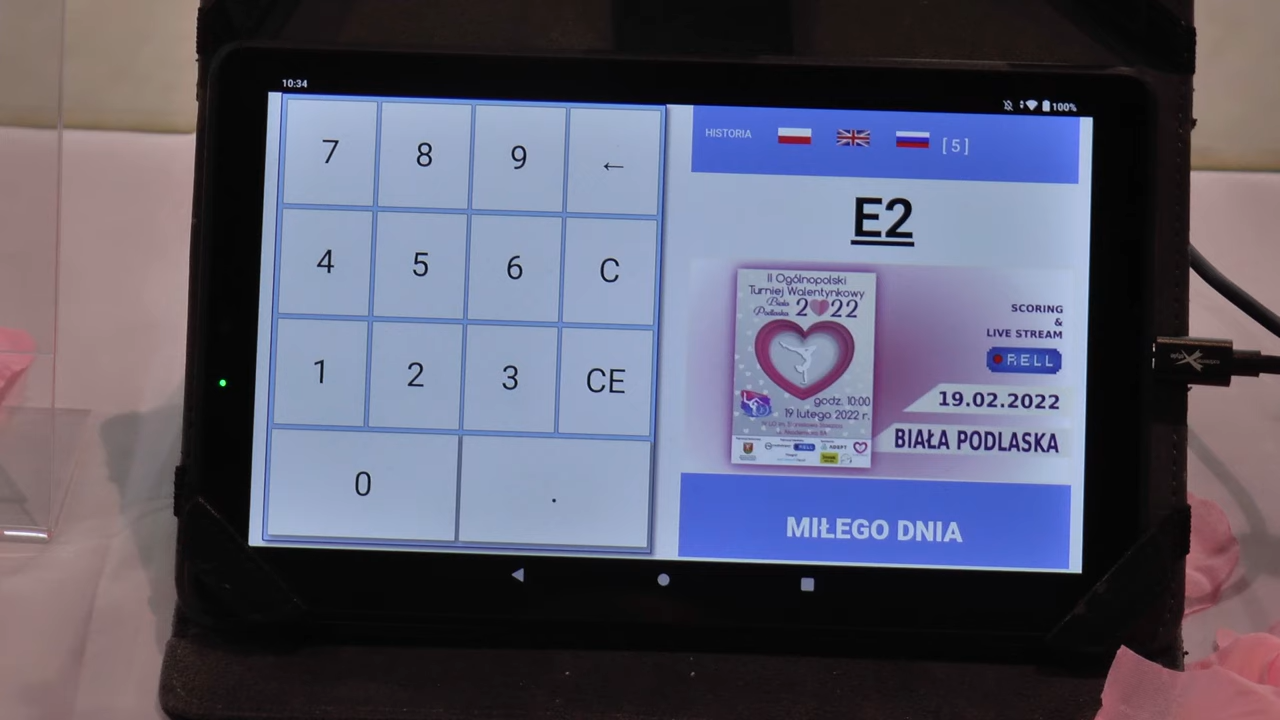 10:34
100%
7 8 9 ←
4 5 6 C
1 2 3 CE
0 .
HISTORIA [ 5 ]
E2
II Ogólnopolski
Turniej Walentynkowy
Biała
Podlaska
2022
godz. 10:00
19 lutego 2022 r.
SCORING
&
LIVE STREAM
RELL
19.02.2022
BIAŁA PODLASKA
MIŁEGO DNIA